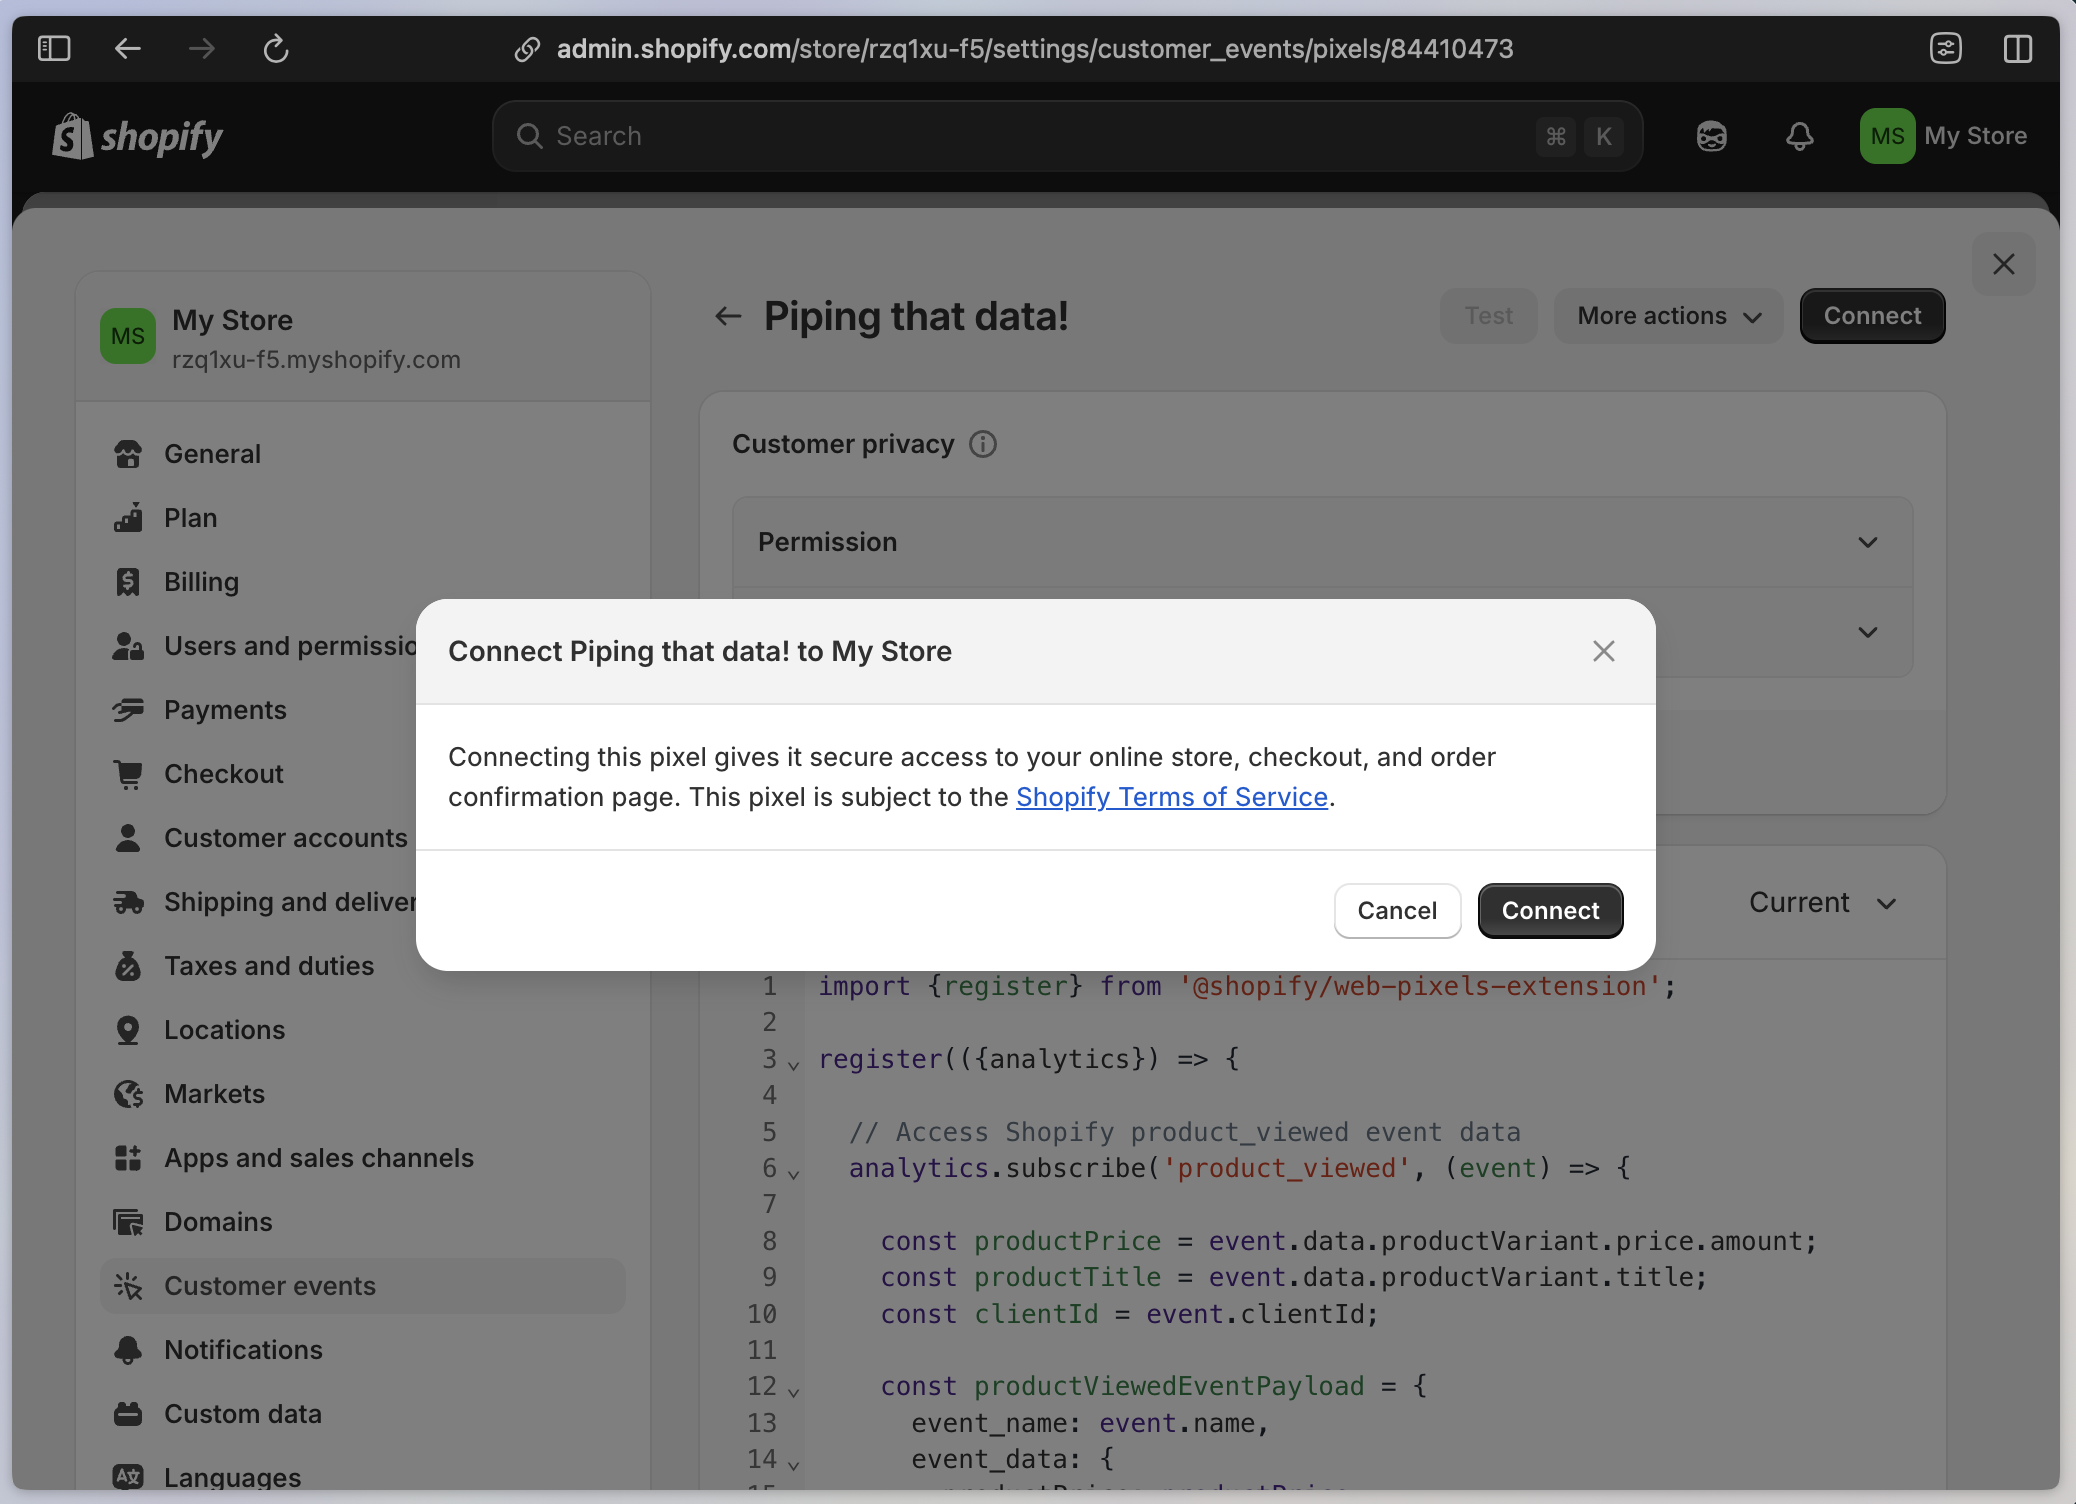 admin.shopify.com/store/rzq1xu-f5/settings/customer_events/pixels/84410473
shopify
Search
⌘ K
MS
My Store
MS
My Store
rzq1xu-f5.myshopify.com
General
Plan
Billing
Users and permissio
Payments
Checkout
Customer accounts
Shipping and deliver
Taxes and duties
Locations
Markets
Apps and sales channels
Domains
Customer events
Notifications
Custom data
Languages
Piping that data!
Test
More actions
Connect
Customer privacy
Permission
Connect Piping that data! to My Store
Connecting this pixel gives it secure access to your online store, checkout, and order
confirmation page. This pixel is subject to the Shopify Terms of Service.
Cancel
Connect
Current
1 import {register} from '@shopify/web-pixels-extension';
2
3 register(({analytics}) => {
4
5 // Access Shopify product_viewed event data
6 analytics.subscribe('product_viewed', (event) => {
7
8 const productPrice = event.data.productVariant.price.amount;
9 const productTitle = event.data.productVariant.title;
10 const clientId = event.clientId;
11
12 const productViewedEventPayload = {
13 event_name: event.name,
14 event_data: {